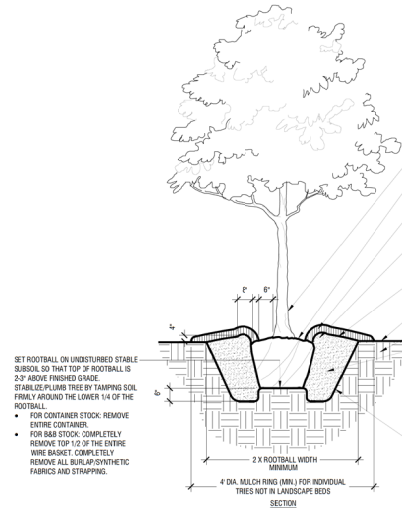 6"
4"
6"
SET ROOTBALL ON UNDISTURBED STABLE
SUBSOIL SO THAT TOP OF ROOTBALL IS
2-3" ABOVE FINISHED GRADE.
STABILIZE/PLUMB TREE BY TAMPING SOIL
FIRMLY AROUND THE LOWER 1/4 OF THE
ROOTBALL.
• FOR CONTAINER STOCK: REMOVE
ENTIRE CONTAINER.
• FOR B&B STOCK: COMPLETELY
REMOVE TOP 1/2 OF THE ENTIRE
WIRE BASKET. COMPLETELY
REMOVE ALL BURLAP/SYNTHETIC
FABRICS AND STRAPPING.
2 X ROOTBALL WIDTH
MINIMUM
4' DIA. MULCH RING (MIN.) FOR INDIVIDUAL
TREES NOT IN LANDSCAPE BEDS
SECTION